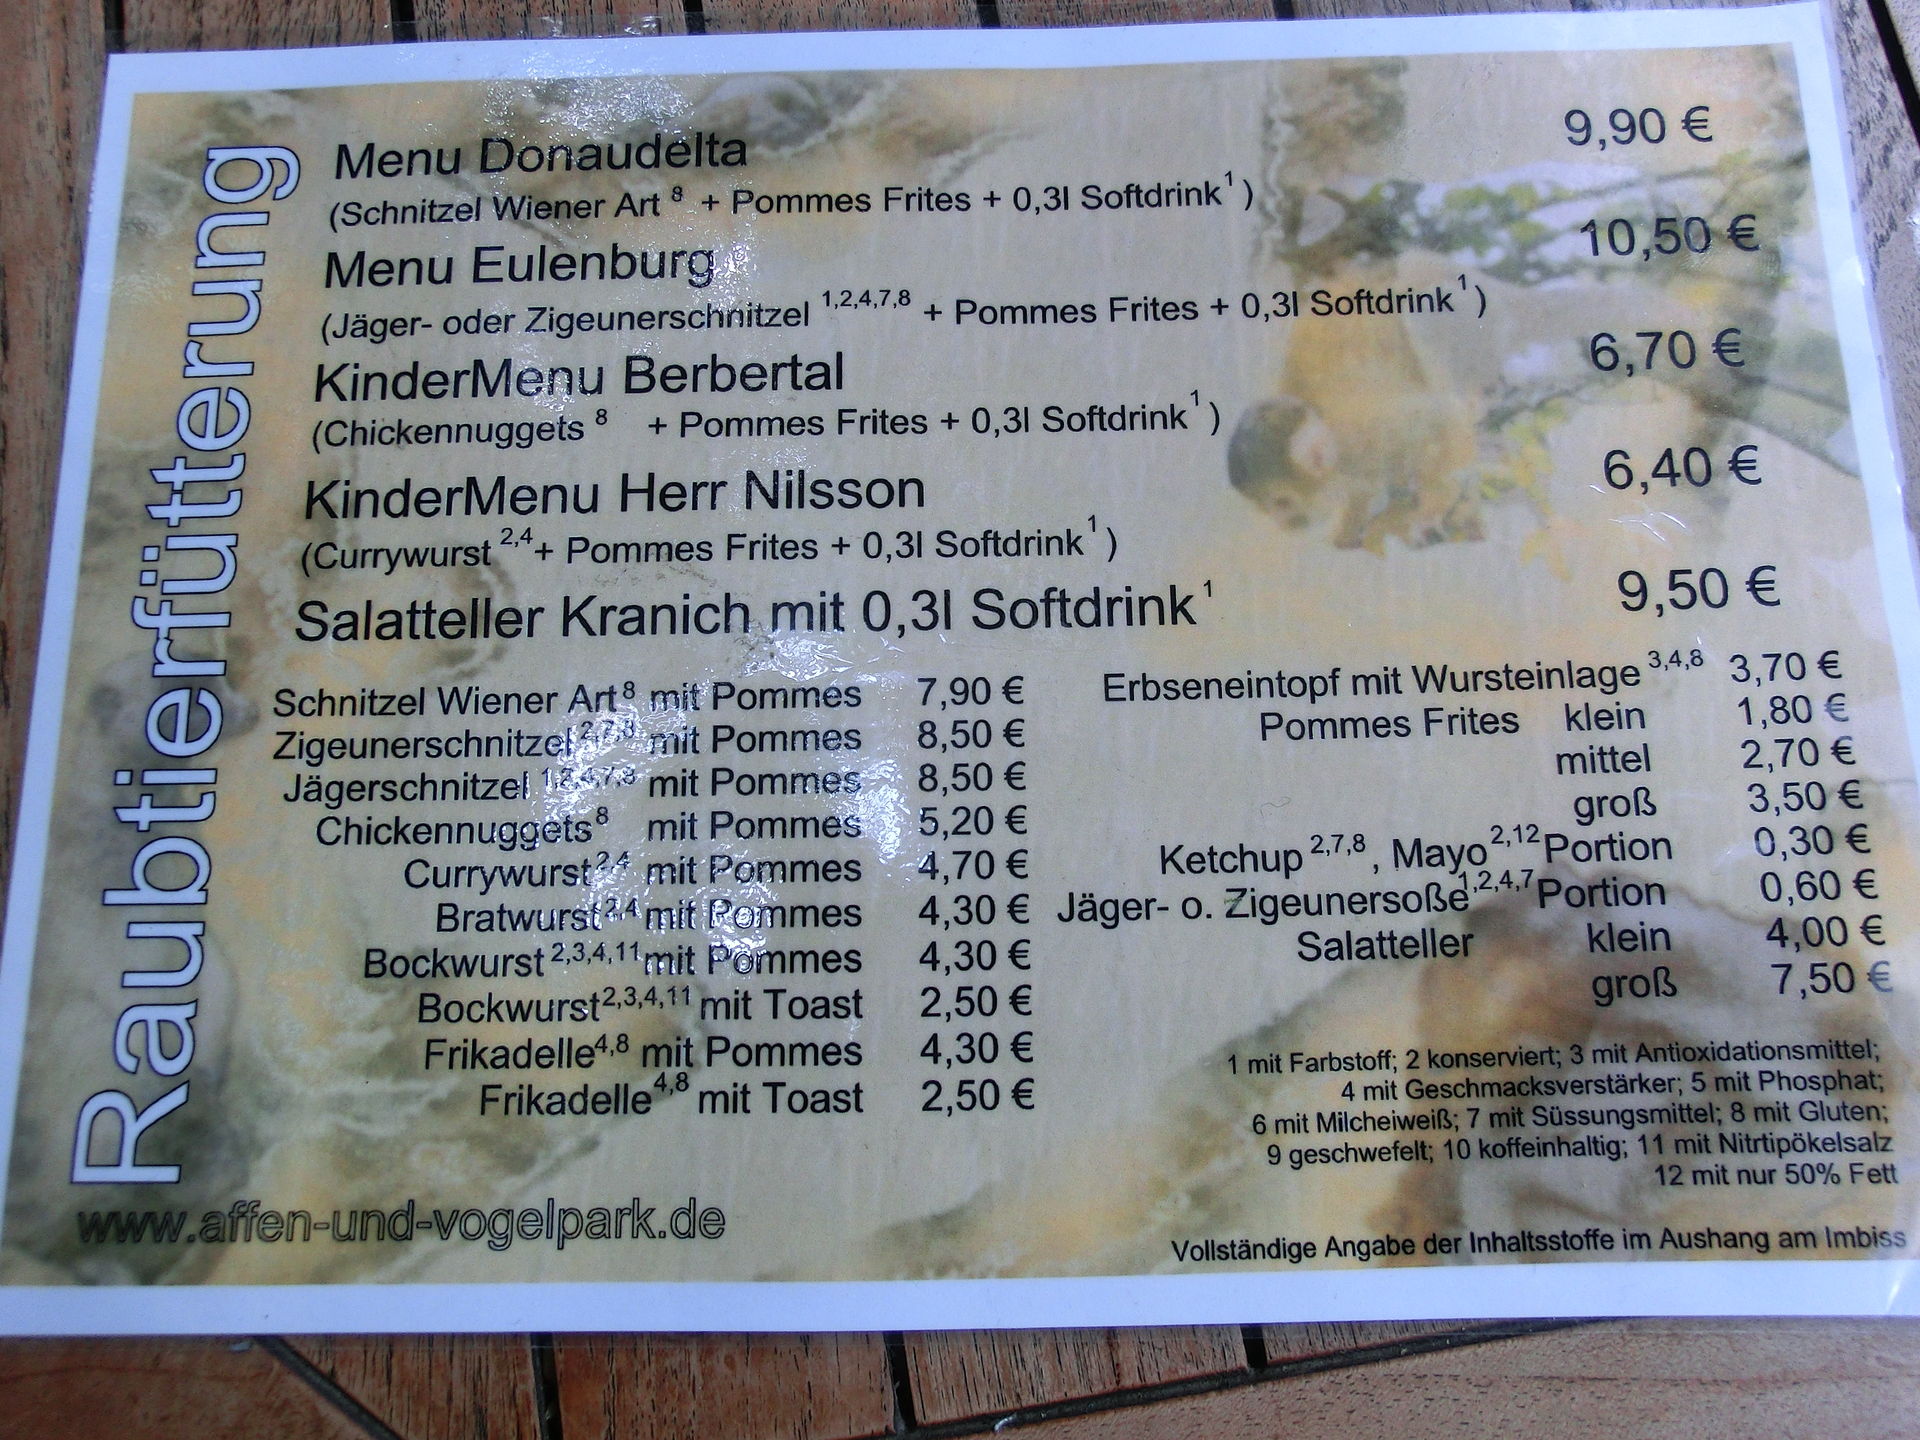 Raubtierfütterung
Menu Donaudelta 9,90 €
(Schnitzel Wiener Art 8 + Pommes Frites + 0,3l Softdrink 1 )
Menu Eulenburg 10,50 €
(Jäger- oder Zigeunerschnitzel 1,2,4,7,8 + Pommes Frites + 0,3l Softdrink 1 )
KinderMenu Berbertal 6,70 €
(Chickennuggets 8 + Pommes Frites + 0,3l Softdrink 1 )
KinderMenu Herr Nilsson 6,40 €
(Currywurst 2,4 + Pommes Frites + 0,3l Softdrink 1 )
Salatteller Kranich mit 0,3l Softdrink 1 9,50 €
Schnitzel Wiener Art 8 mit Pommes 7,90 €
Zigeunerschnitzel 2,7,8 mit Pommes 8,50 €
Jägerschnitzel 1,2,4,7,8 mit Pommes 8,50 €
Chickennuggets 8 mit Pommes 5,20 €
Currywurst 2,4 mit Pommes 4,70 €
Bratwurst 2,4 mit Pommes 4,30 €
Bockwurst 2,3,4,11 mit Pommes 4,30 €
Bockwurst 2,3,4,11 mit Toast 2,50 €
Frikadelle 4,8 mit Pommes 4,30 €
Frikadelle 4,8 mit Toast 2,50 €
Erbseneintopf mit Wursteinlage 3,4,8 3,70 €
Pommes Frites klein 1,80 €
mittel 2,70 €
groß 3,50 €
Ketchup 2,7,8 , Mayo 2,12 Portion 0,30 €
Jäger- o. Zigeunersoße 1,2,4,7 Portion 0,60 €
Salatteller klein 4,00 €
groß 7,50 €
1 mit Farbstoff; 2 konserviert; 3 mit Antioxidationsmittel;
4 mit Geschmacksverstärker; 5 mit Phosphat;
6 mit Milcheiweiß; 7 mit Süssungsmittel; 8 mit Gluten;
9 geschwefelt; 10 koffeinhaltig; 11 mit Nitrtipökelsalz
12 mit nur 50% Fett
www.affen-und-vogelpark.de
Vollständige Angabe der Inhaltsstoffe im Aushang am Imbiss